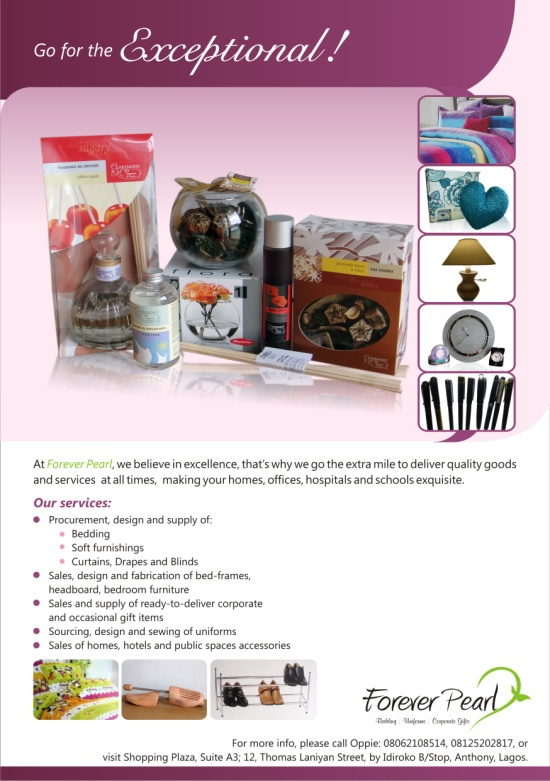 Go for the Exceptional!
flora
At Forever Pearl, we believe in excellence, that's why we go the extra mile to deliver quality goods
and services at all times, making your homes, offices, hospitals and schools exquisite.
Our services:
Procurement, design and supply of:
Bedding
Soft furnishings
Curtains, Drapes and Blinds
Sales, design and fabrication of bed-frames,
headboard, bedroom furniture
Sales and supply of ready-to-deliver corporate
and occasional gift items
Sourcing, design and sewing of uniforms
Sales of homes, hotels and public spaces accessories
Forever Pearl
Bedding | Uniforms | Corporate Gifts
For more info, please call Oppie: 08062108514, 08125202817, or
visit Shopping Plaza, Suite A3; 12, Thomas Laniyan Street, by Idiroko B/Stop, Anthony, Lagos.